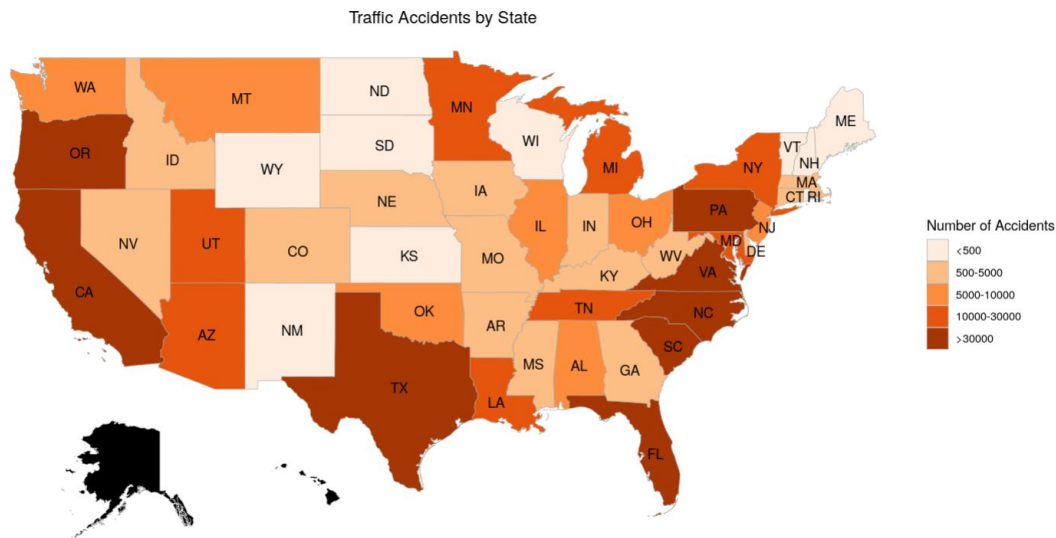 Traffic Accidents by State
WA
MT
ND
MN
ME
OR
ID
WY
SD
WI
MI
NY
VT
NH
MA
CT RI
NV
UT
CO
NE
IA
IL
IN
OH
PA
NJ
MD
DE
CA
KS
MO
KY
WV
VA
AZ
NM
OK
AR
TN
NC
SC
TX
LA
MS
AL
GA
FL
Number of Accidents
<500
500-5000
5000-10000
10000-30000
>30000